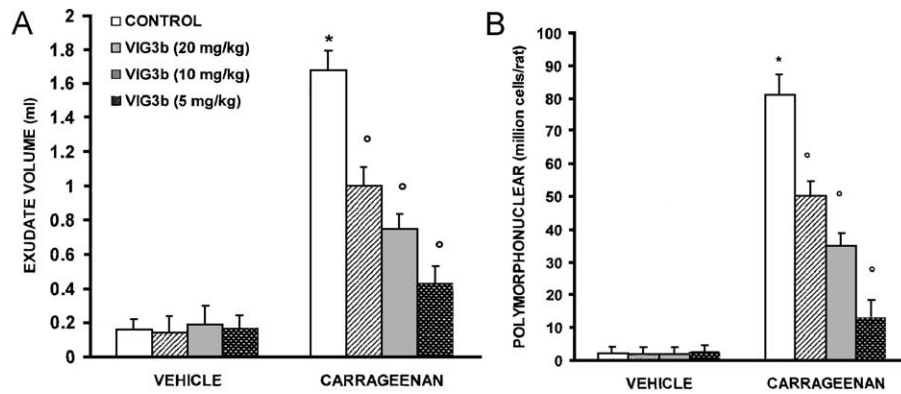 A
CONTROL
VIG3b (20 mg/kg)
VIG3b (10 mg/kg)
VIG3b (5 mg/kg)
EXUDATE VOLUME (ml)
1.8
1.6
1.4
1.2
1
0.8
0.6
0.4
0.2
0
*
°
°
°
VEHICLE
CARRAGEENAN
B
POLYMORPHONUCLEAR (million cells/rat)
100
90
80
70
60
50
40
30
20
10
0
*
°
°
°
VEHICLE
CARRAGEENAN